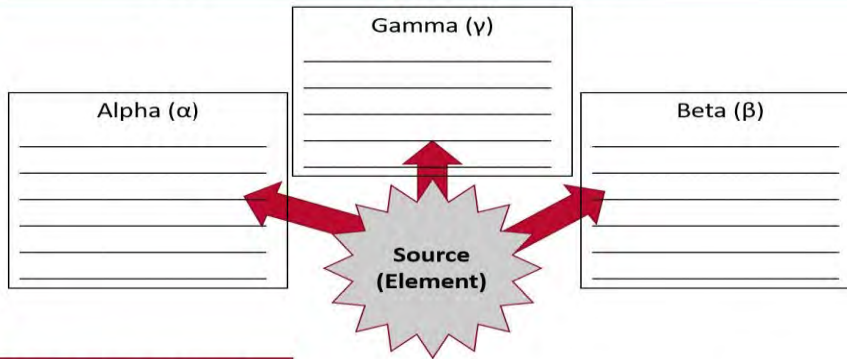 Gamma (γ)
Alpha (α)
Beta (β)
Source
(Element)